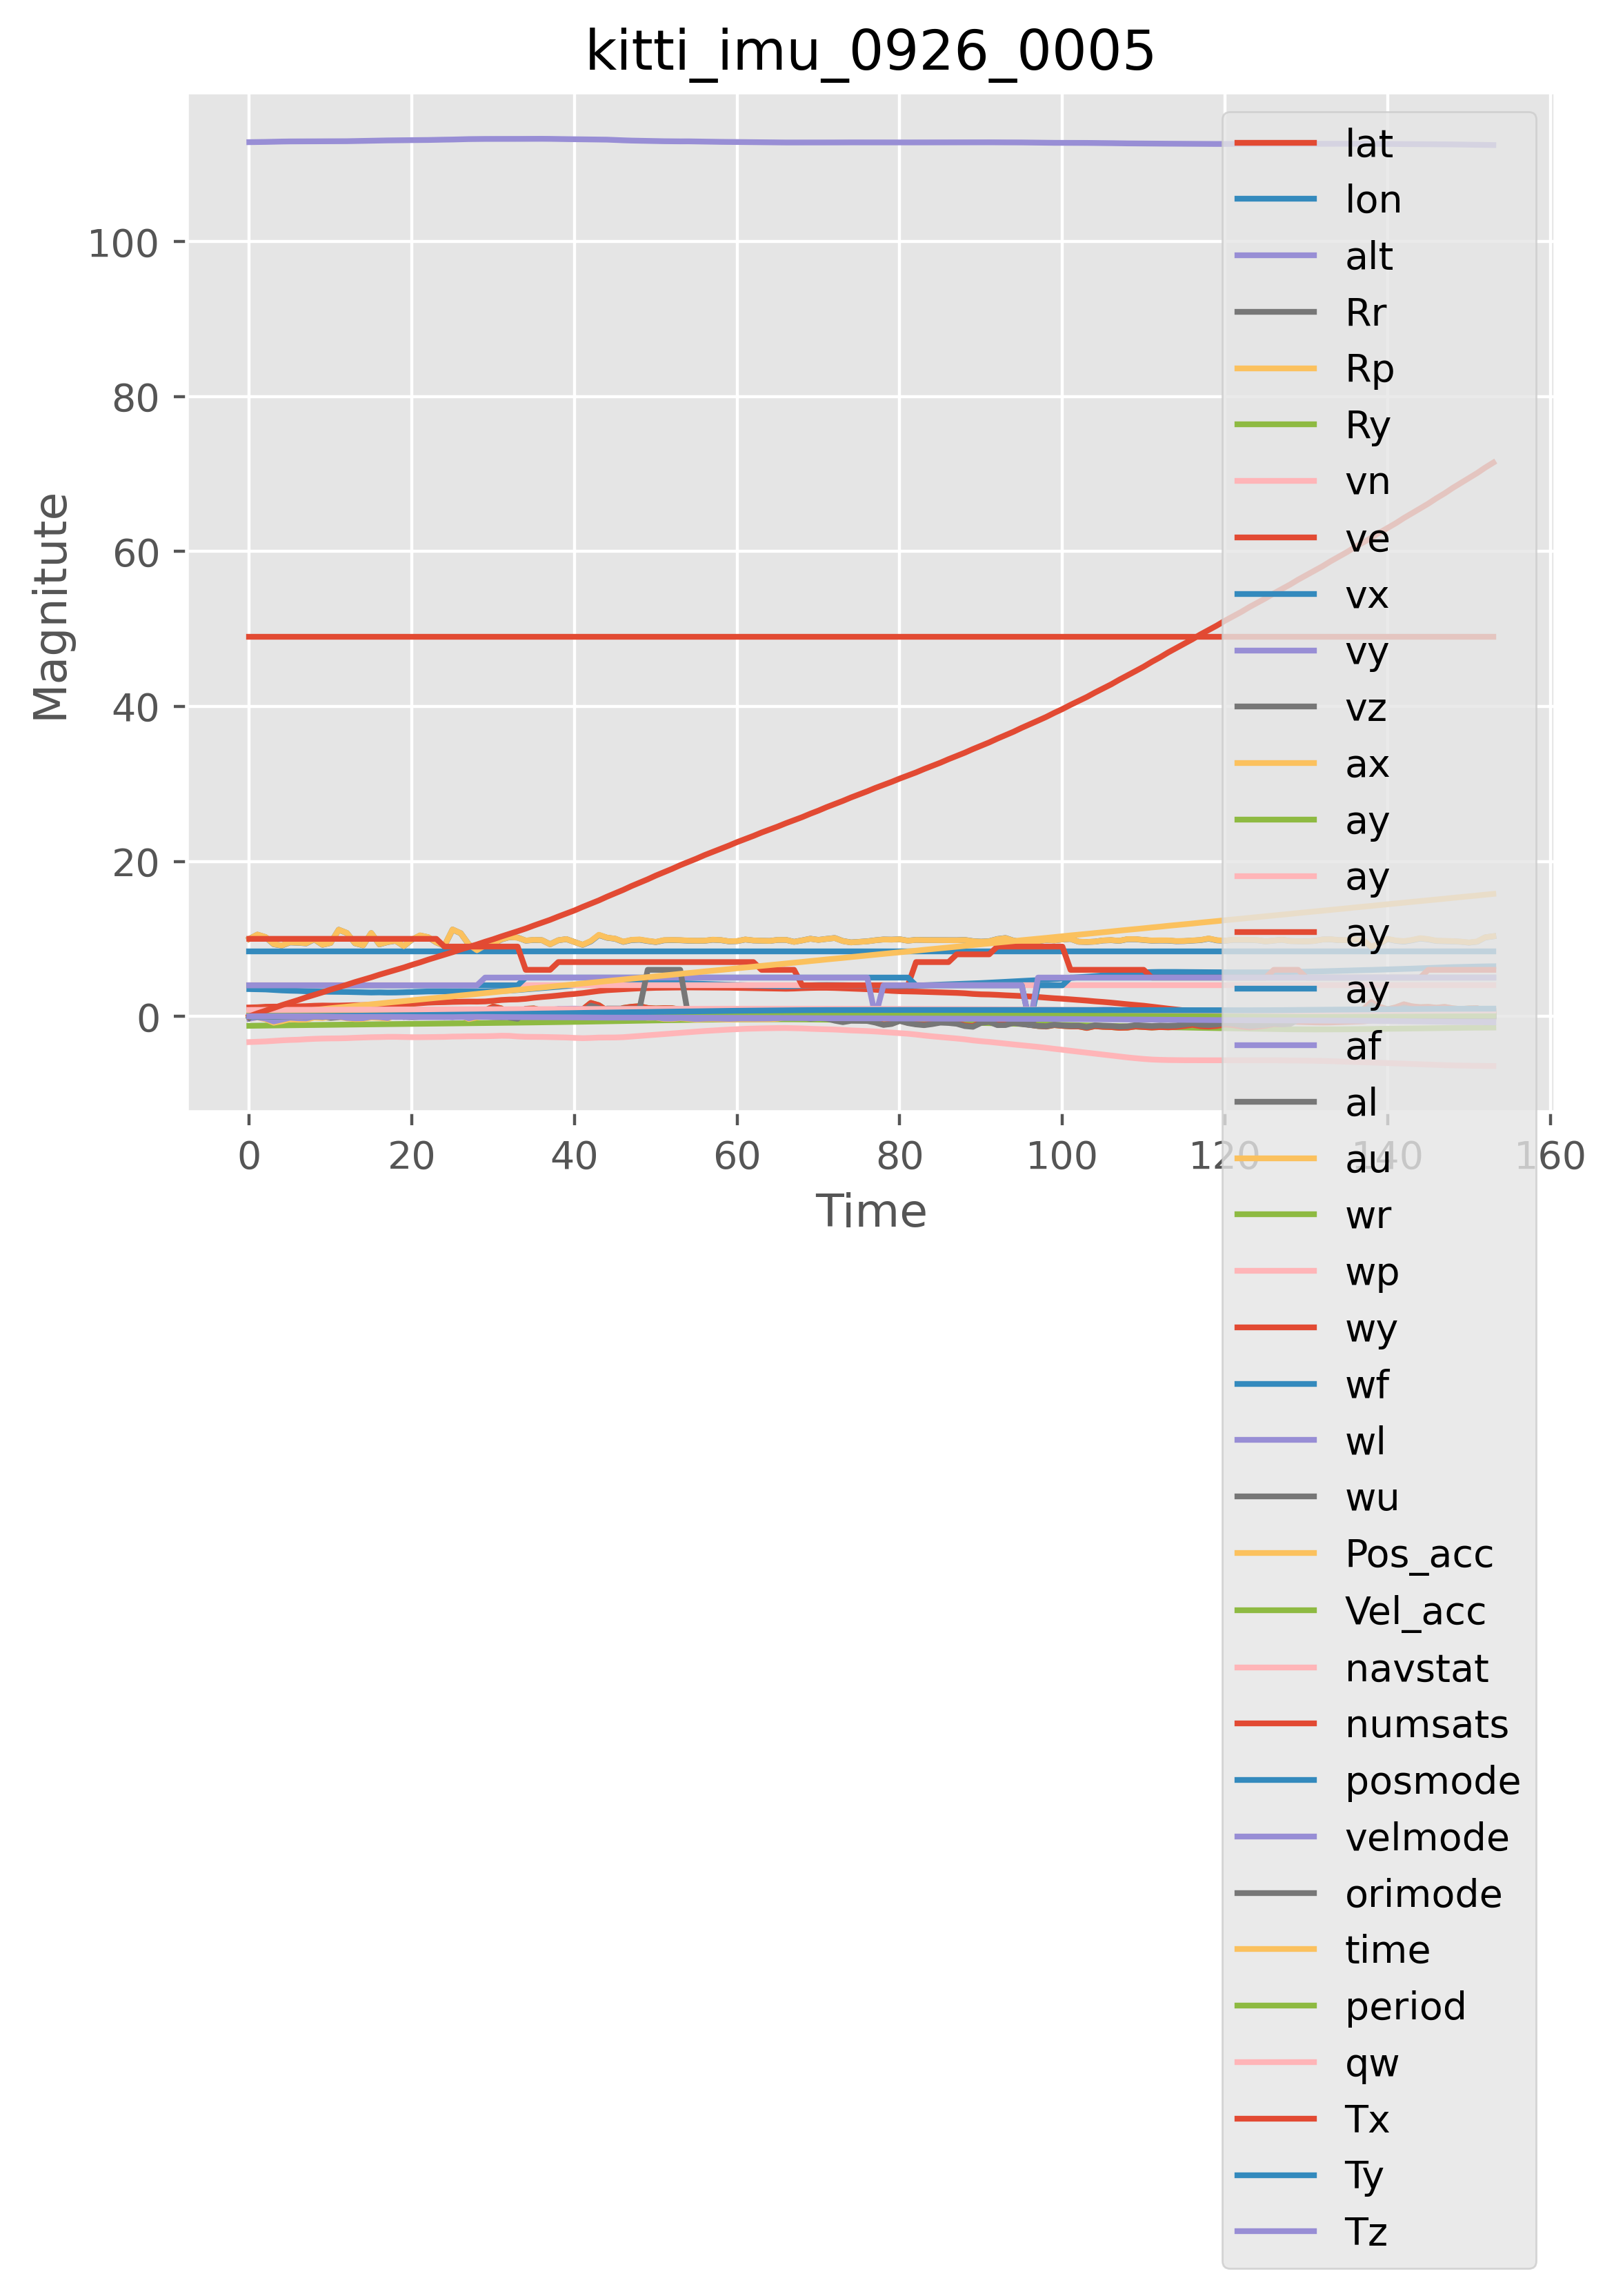 kitti_imu_0926_0005
Magnitute
100
80
60
40
20
0
0 20 40 60 80 100 120 140 160
Time
lat
lon
alt
Rr
Rp
Ry
vn
ve
vx
vy
vz
ax
ay
ay
ay
ay
af
al
au
wr
wp
wy
wf
wl
wu
Pos_acc
Vel_acc
navstat
numsats
posmode
velmode
orimode
time
period
qw
Tx
Ty
Tz